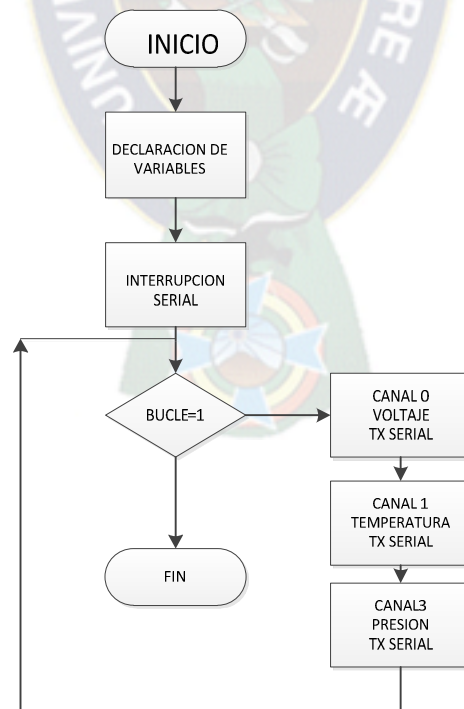 INICIO
DECLARACION DE
VARIABLES
INTERRUPCION
SERIAL
BUCLE=1
CANAL 0
VOLTAJE
TX SERIAL
CANAL 1
TEMPERATURA
TX SERIAL
FIN
CANAL3
PRESION
TX SERIAL